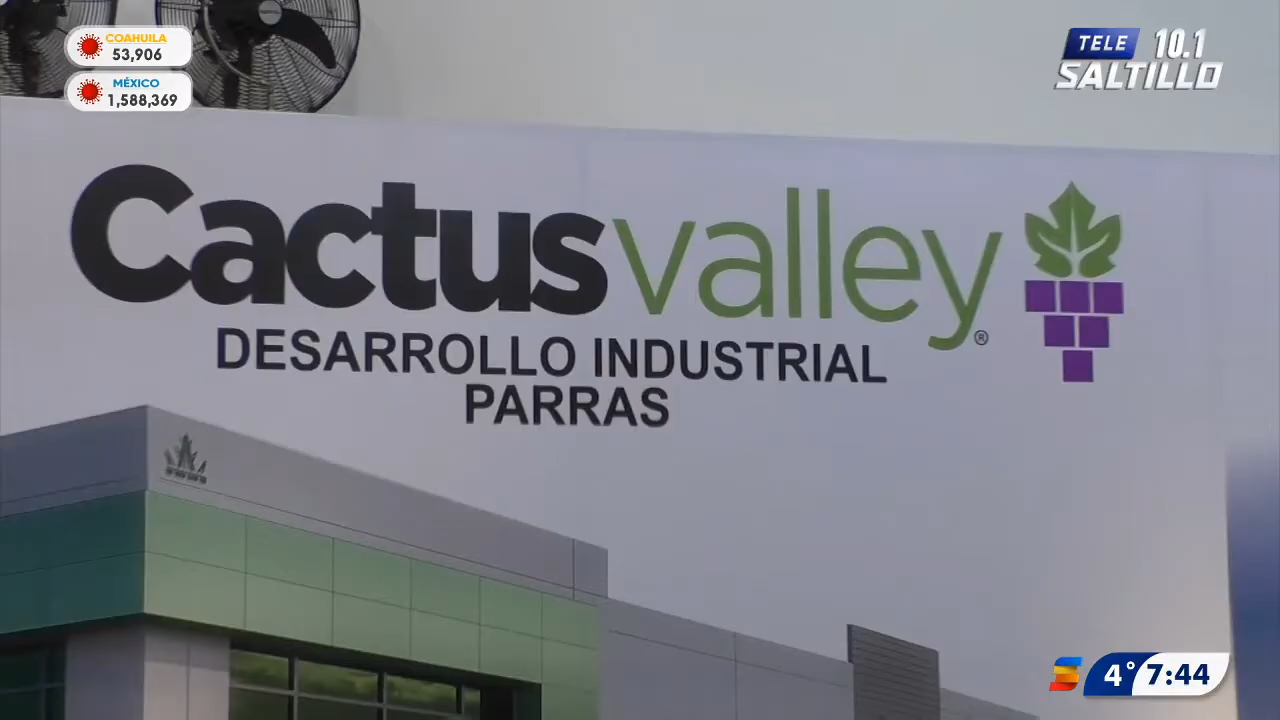 COAHUILA
53,906
MÉXICO
1,588,369
TELE 10.1
SALTILLO
Cactusvalley®
DESARROLLO INDUSTRIAL
PARRAS
4° 7:44